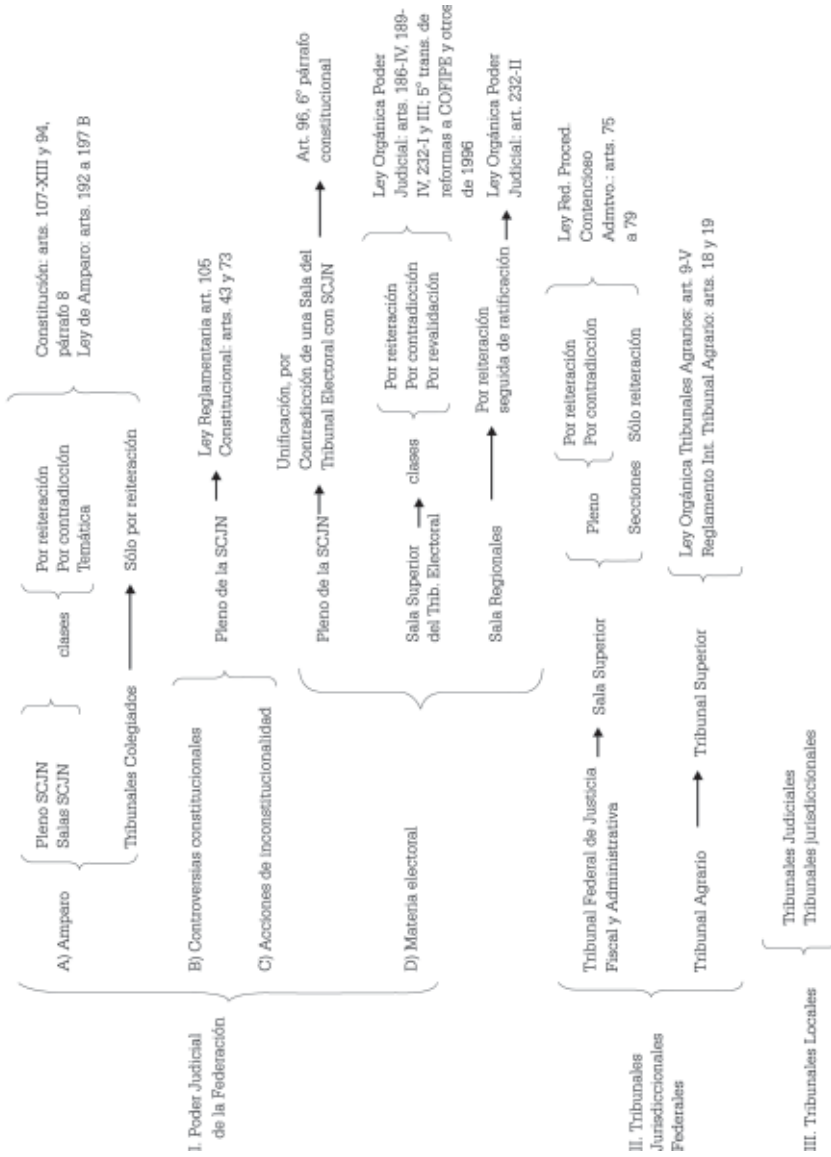 I. Poder Judicial
de la Federación
A) Amparo
Pleno SCJN
Salas SCJN
clases
Por reiteración
Por contradicción
Temática
Tribunales Colegiados
Sólo por reiteración
Constitución: arts. 107-XIII y 94,
párrafo 8
Ley de Amparo: arts. 192 a 197 B
B) Controversias constitucionales
C) Acciones de inconstitucionalidad
Pleno de la SCJN
Ley Reglamentaria art. 105
Constitucional: arts. 43 y 73
D) Materia electoral
Pleno de la SCJN
Unificación, por
Contradicción de una Sala del
Tribunal Electoral con SCJN
Art. 96, 6° párrafo
constitucional
Sala Superior
del Trib. Electoral
clases
Por reiteración
Por contradicción
Por revalidación
Ley Orgánica Poder
Judicial: arts. 186-IV, 189-
IV, 232-I y III; 5° trans. de
reformas a COFIPE y otros
de 1996
Sala Regionales
Por reiteración
seguida de ratificación
Ley Orgánica Poder
Judicial: art. 232-II
II. Tribunales
Jurisdiccionales
Federales
Tribunal Federal de Justicia
Fiscal y Administrativa
Sala Superior
Pleno
Por reiteración
Por contradicción
Secciones
Sólo reiteración
Ley Fed. Proced.
Contencioso
Admtvo.: arts. 75
a 79
Tribunal Agrario
Tribunal Superior
Ley Orgánica Tribunales Agrarios: art. 9-V
Reglamento Int. Tribunal Agrario: arts. 18 y 19
III. Tribunales Locales
Tribunales Judiciales
Tribunales jurisdiccionales